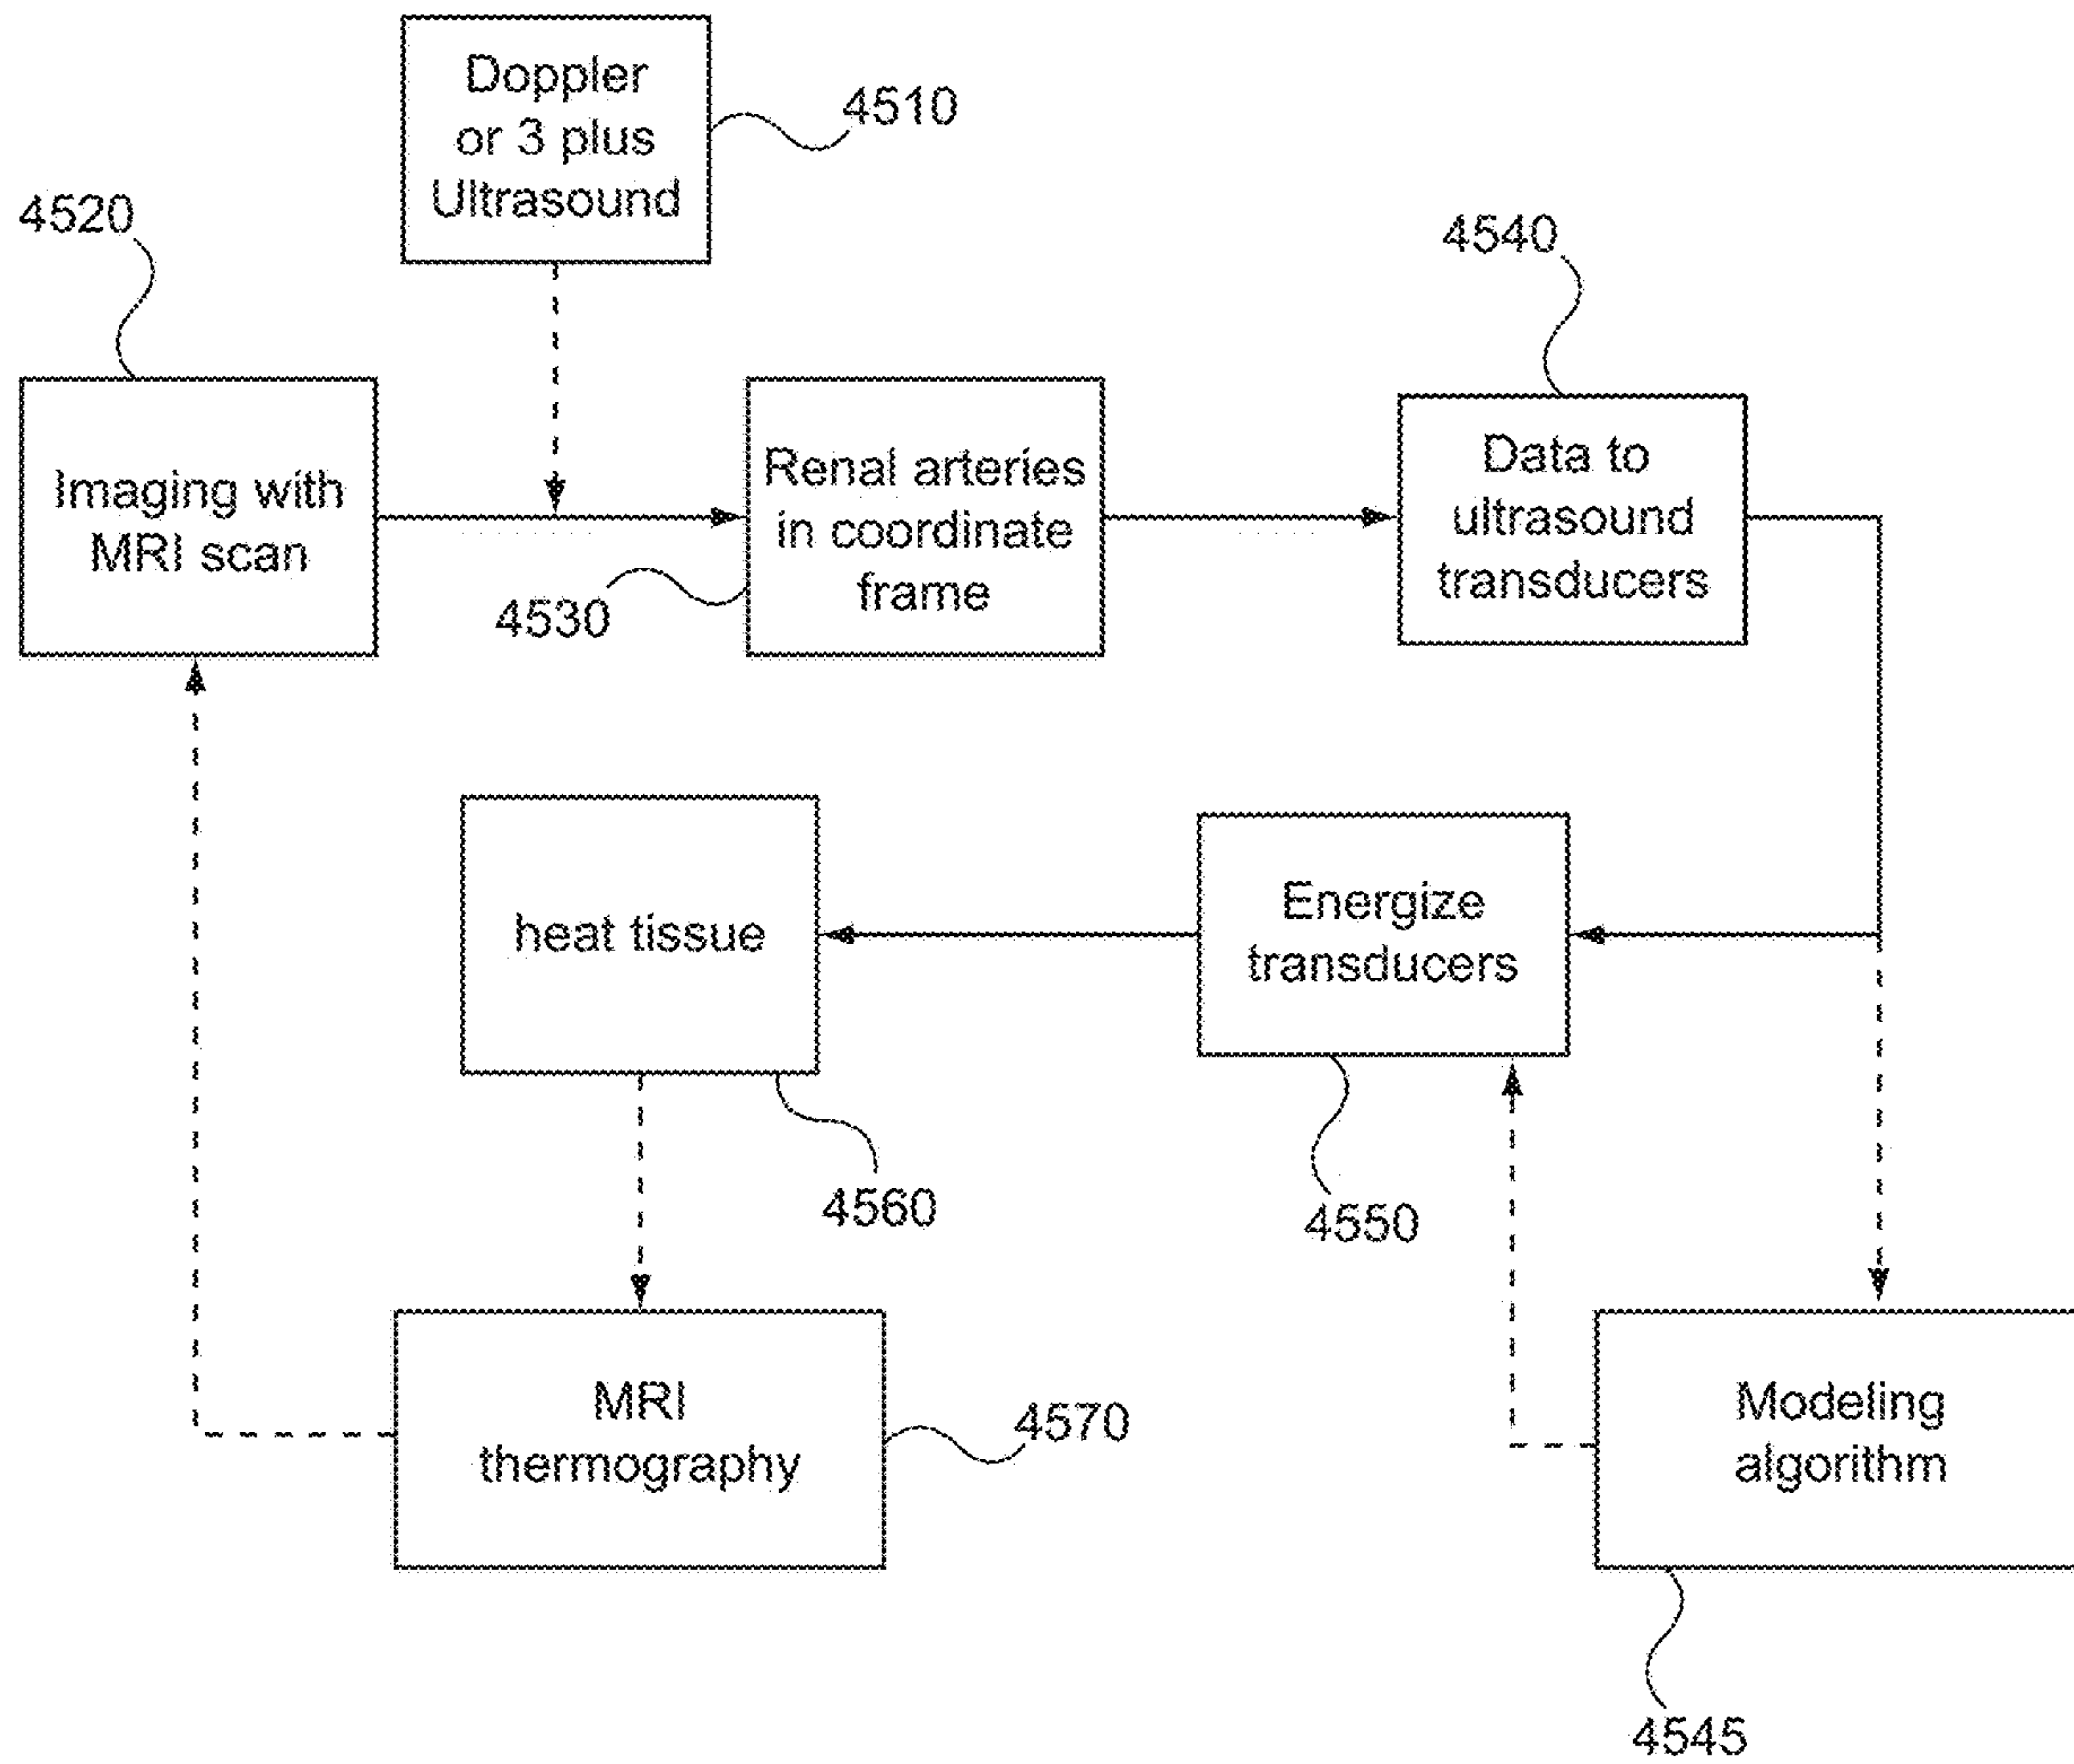 Doppler
or 3 plus
Ultrasound
4510
4520
4540
Imaging with
MRI scan
Renal arteries
in coordinate
frame
4530
Data to
ultrasound
transducers
heat tissue
Energize
transducers
4560
4550
MRI
thermography
4570
Modeling
algorithm
4545